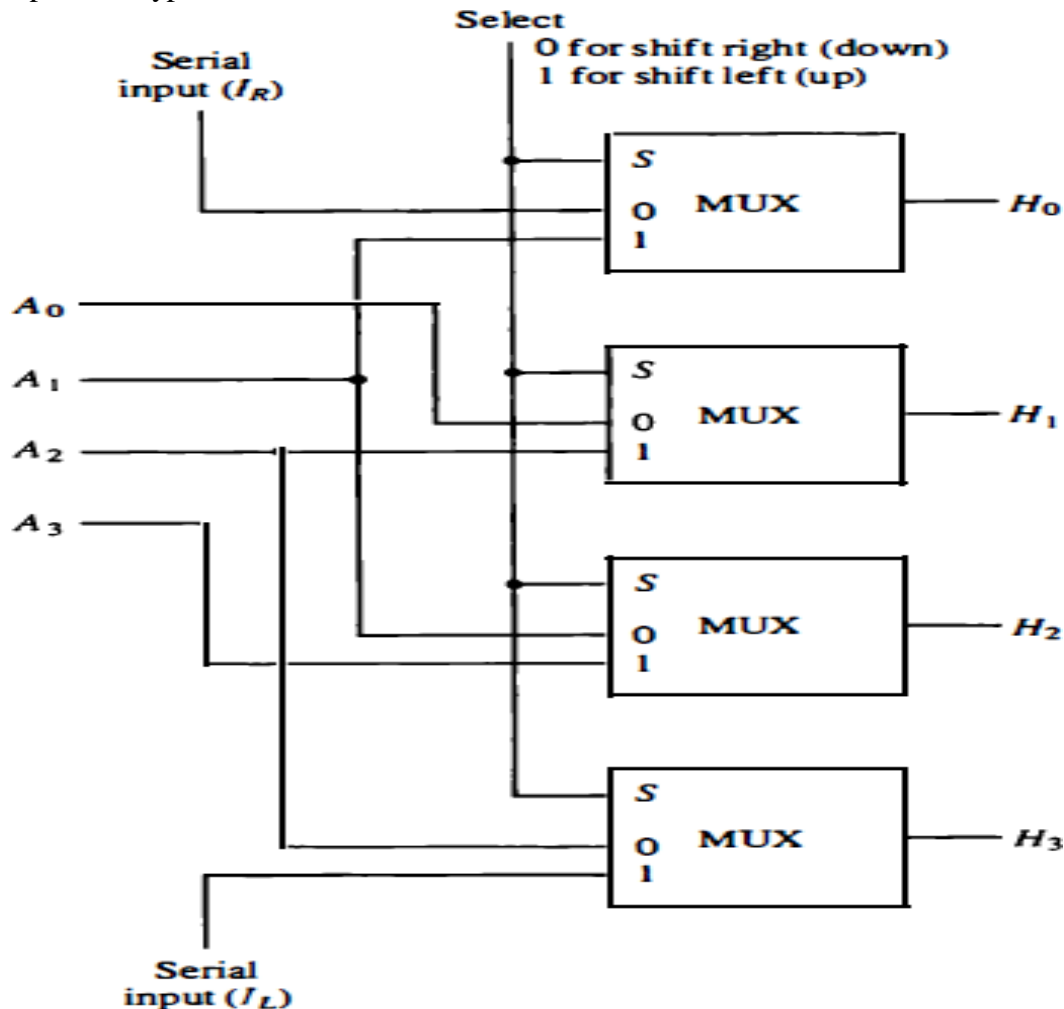 Select
0 for shift right (down)
1 for shift left (up)
Serial
input (I_R)
S
0
1
MUX
H_0
A_0
A_1
A_2
A_3
S
0
1
MUX
H_1
S
0
1
MUX
H_2
S
0
1
MUX
H_3
Serial
input (I_L)